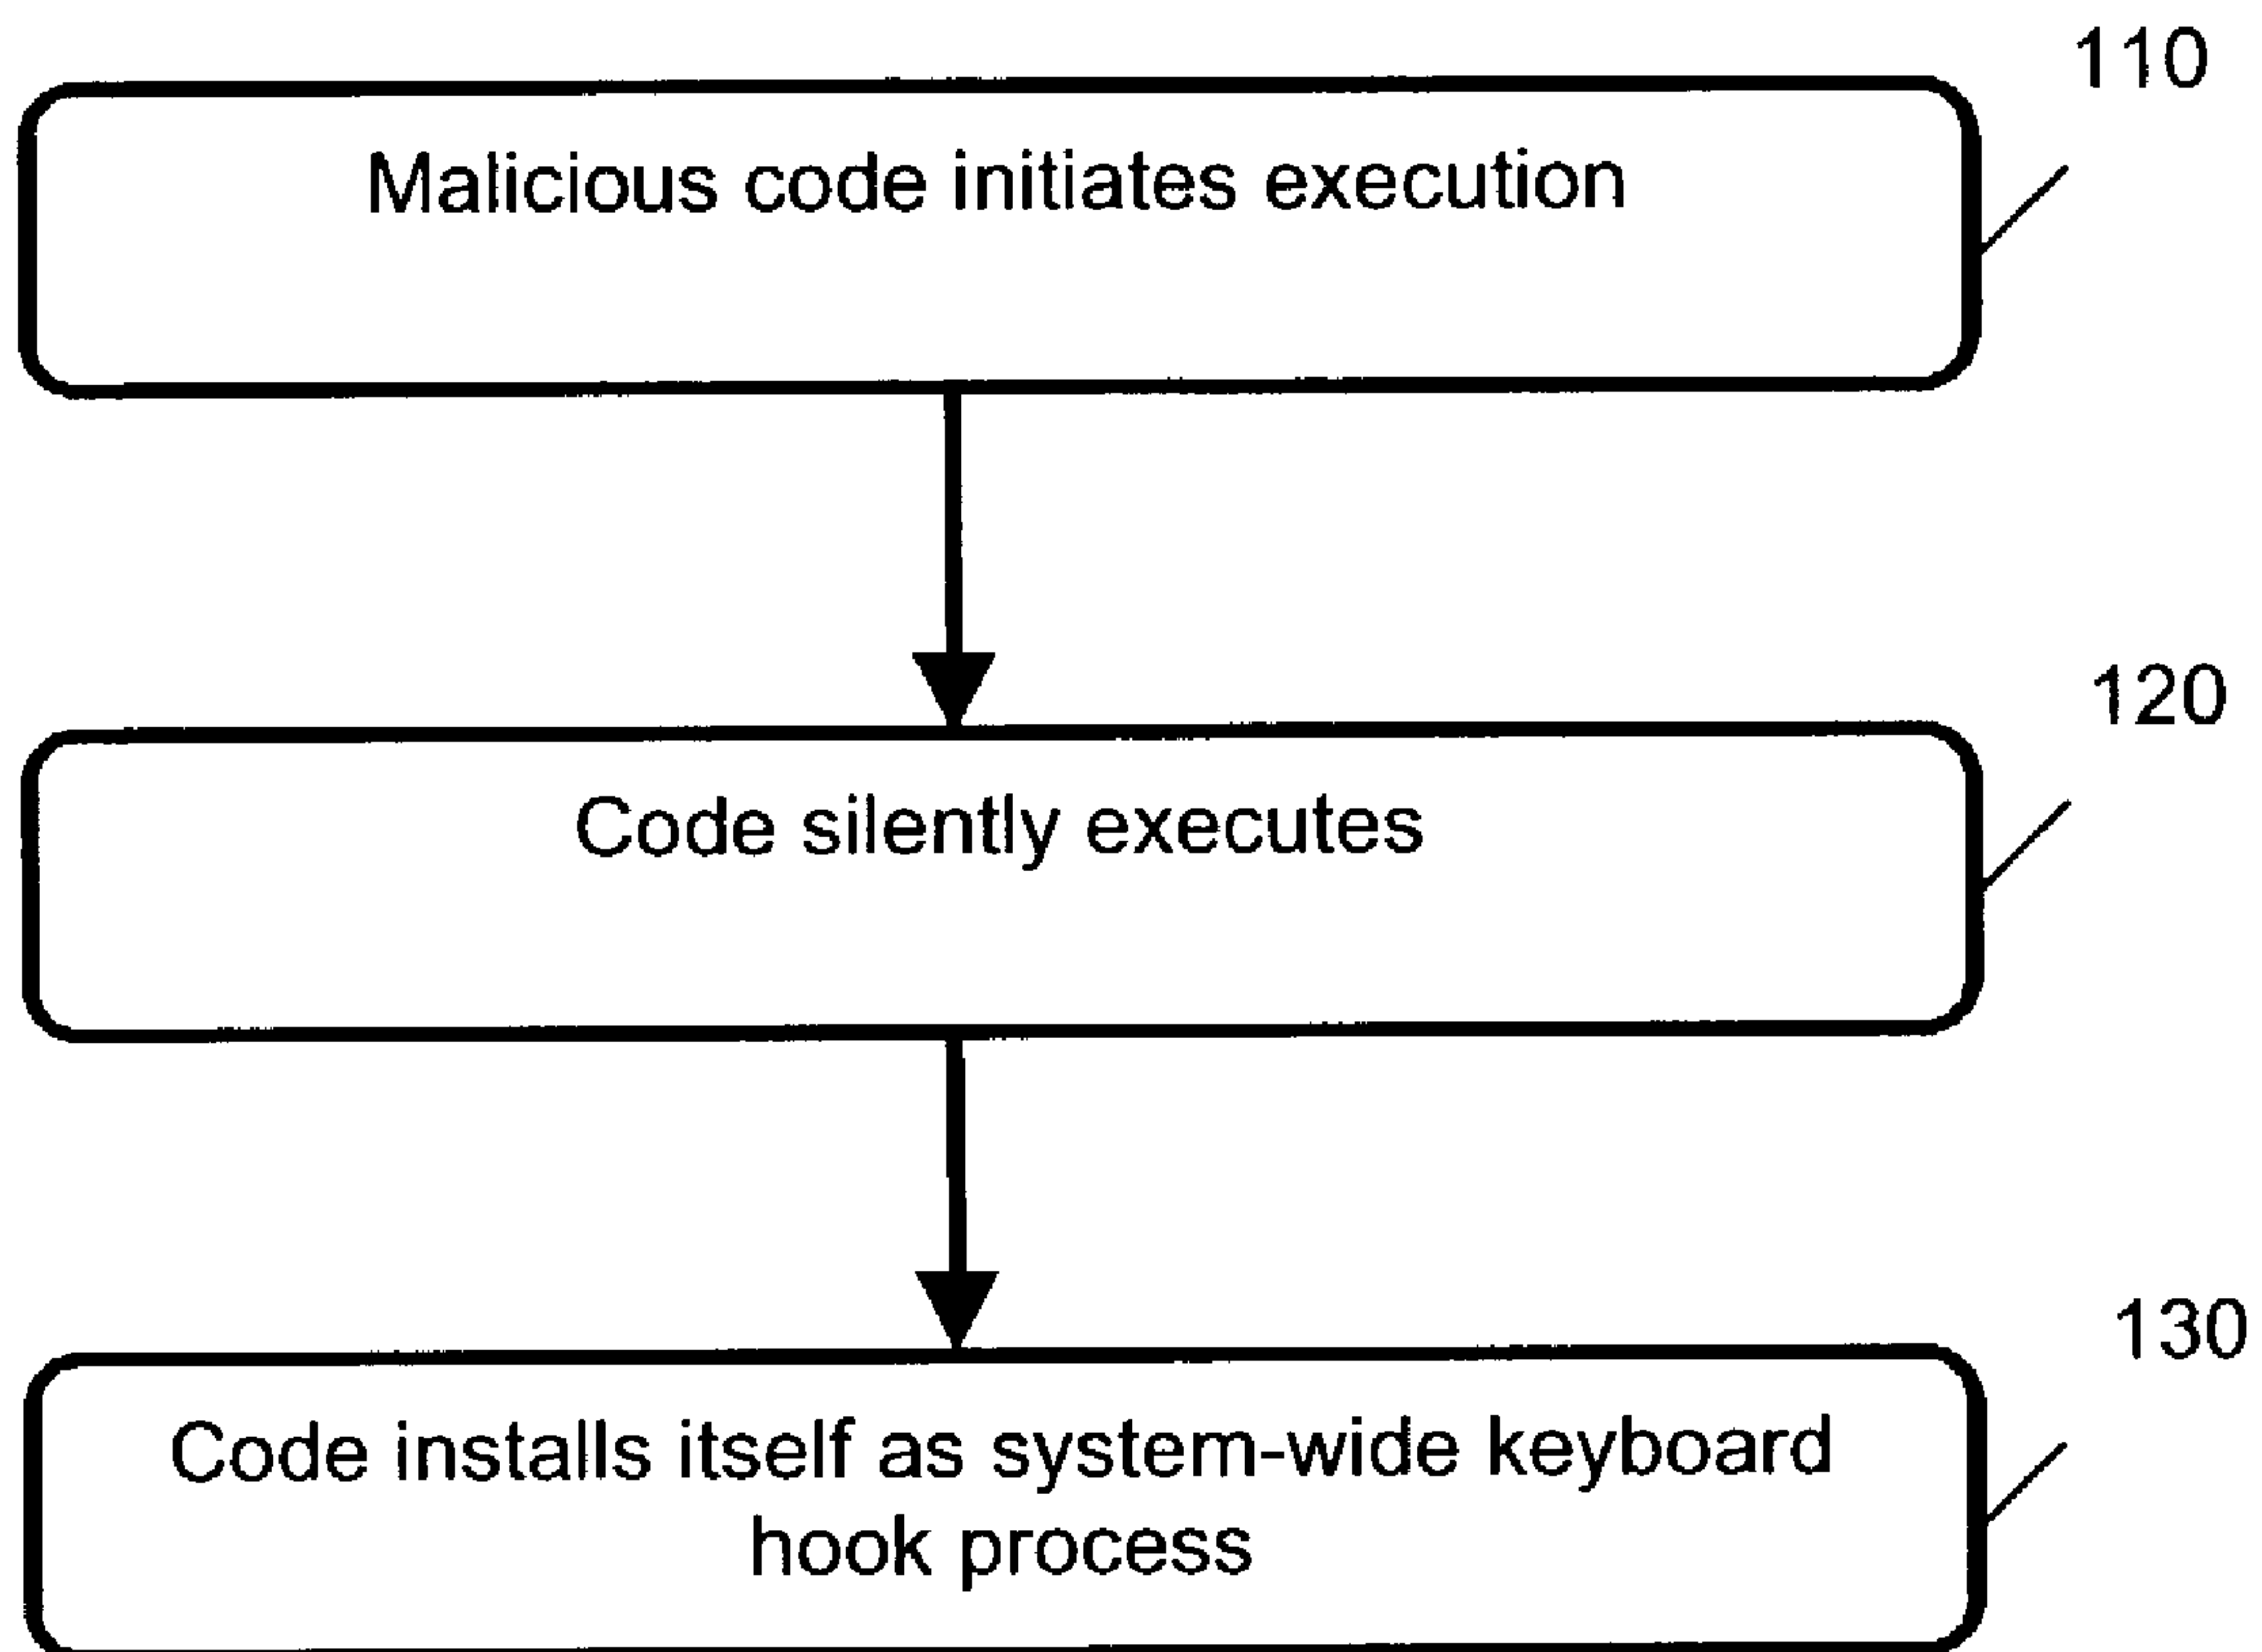 110
Malicious code initiates execution
120
Code silently executes
130
Code installs itself as system-wide keyboard
hook process